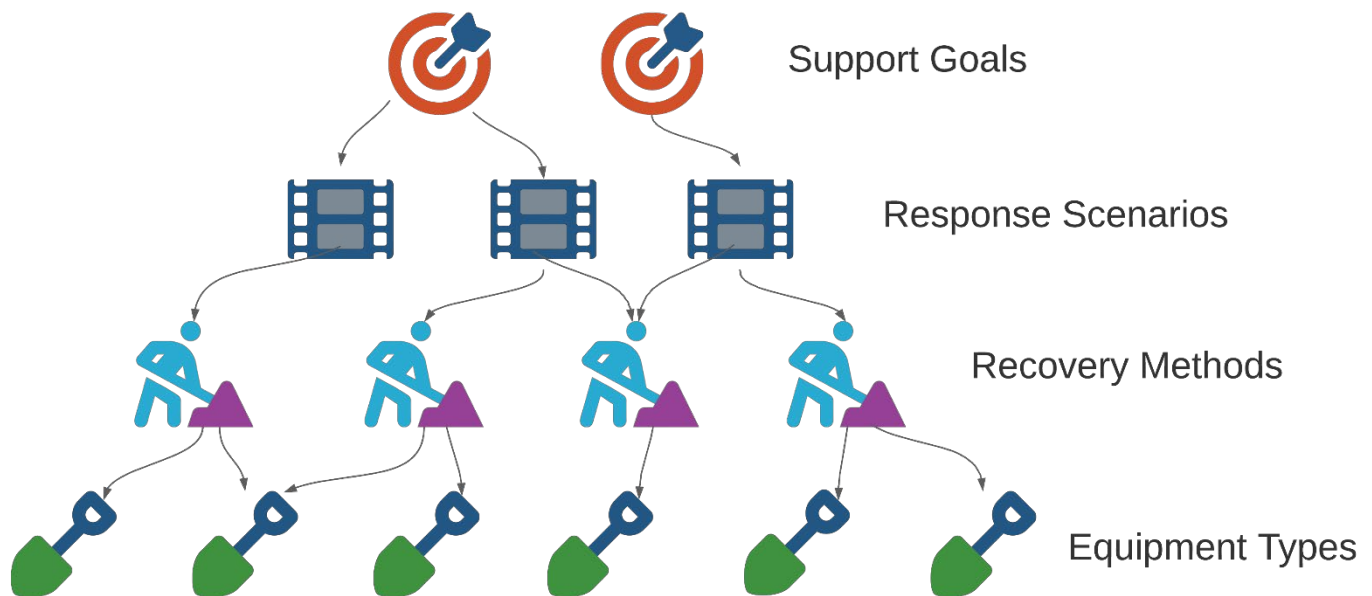 Support Goals
Response Scenarios
Recovery Methods
Equipment Types